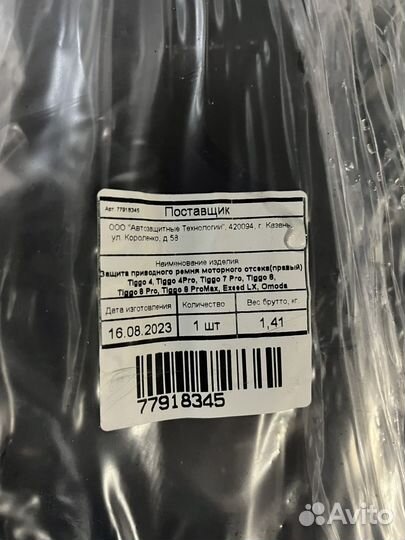 Арт. 77918345
Поставщик
ООО "Автозащитные Технологии", 420094, г. Казань,
ул. Короленко, д.58
Наименование изделия
Защита приводного ремня моторного отсека(правый)
Tiggo 4, Tiggo 4Pro, Tiggo 7 Pro, Tiggo 8,
Tiggo 8 Pro, Tiggo 8 ProMax, Exeed LX, Omoda
Дата изготовления Количество Вес брутто, кг
16.08.2023 1 шт 1,41
77918345
Avito